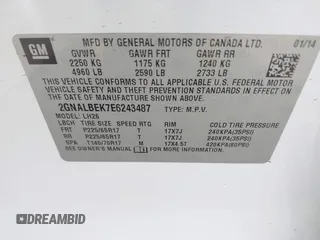 GM
MFD BY GENERAL MOTORS OF CANADA LTD. 01/14
GVWR GAWR FRT GAWR RR
2250 KG 1175 KG 1240 KG
4960 LB 2590 LB 2733 LB
THIS VEHICLE CONFORMS TO ALL APPLICABLE U.S. FEDERAL MOTOR
VEHICLE SAFETY, BUMPER, AND THEFT PREVENTION STANDARDS IN
EFFECT ON THE DATE OF MANUFACTURE SHOWN ABOVE.
2GNALBEK7E6243487 TYPE: M.P.V.
MODEL: LH26
TIRE SIZE RIM COLD TIRE PRESSURE
FRT P225/65R17 T 17X7J 240KPA(35PSI)
RR P225/65R17 T 17X7J 240KPA(35PSI)
SPA T145/70R17 M 17X4.5T 420KPA(60PSI)
SEE OWNER'S MANUAL FOR ADDITIONAL INFORMATION.
DREAMBID